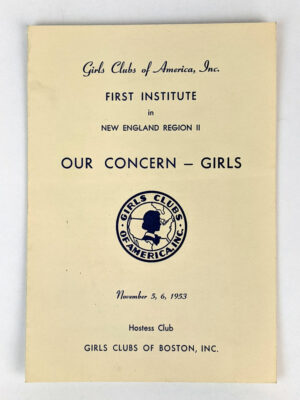 Girls Clubs of America, Inc.
FIRST INSTITUTE
in
NEW ENGLAND REGION II
OUR CONCERN – GIRLS
GIRLS CLUBS
OF AMERICA, INC.
November 5, 6, 1953
Hostess Club
GIRLS CLUBS OF BOSTON, INC.